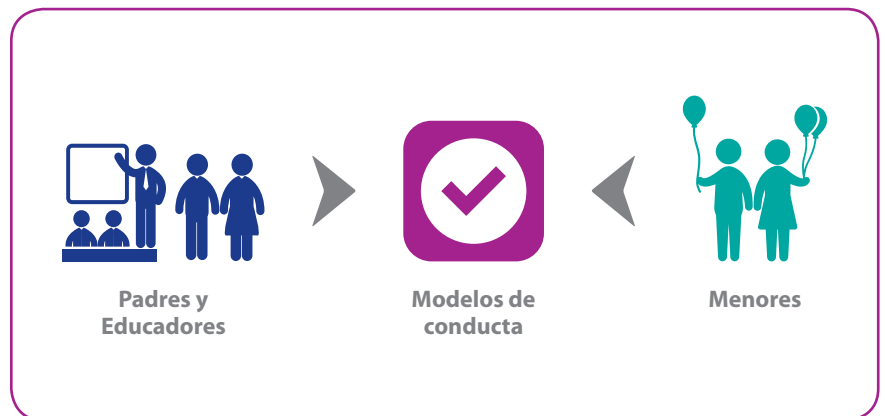 Padres y
Educadores
Modelos de
conducta
Menores